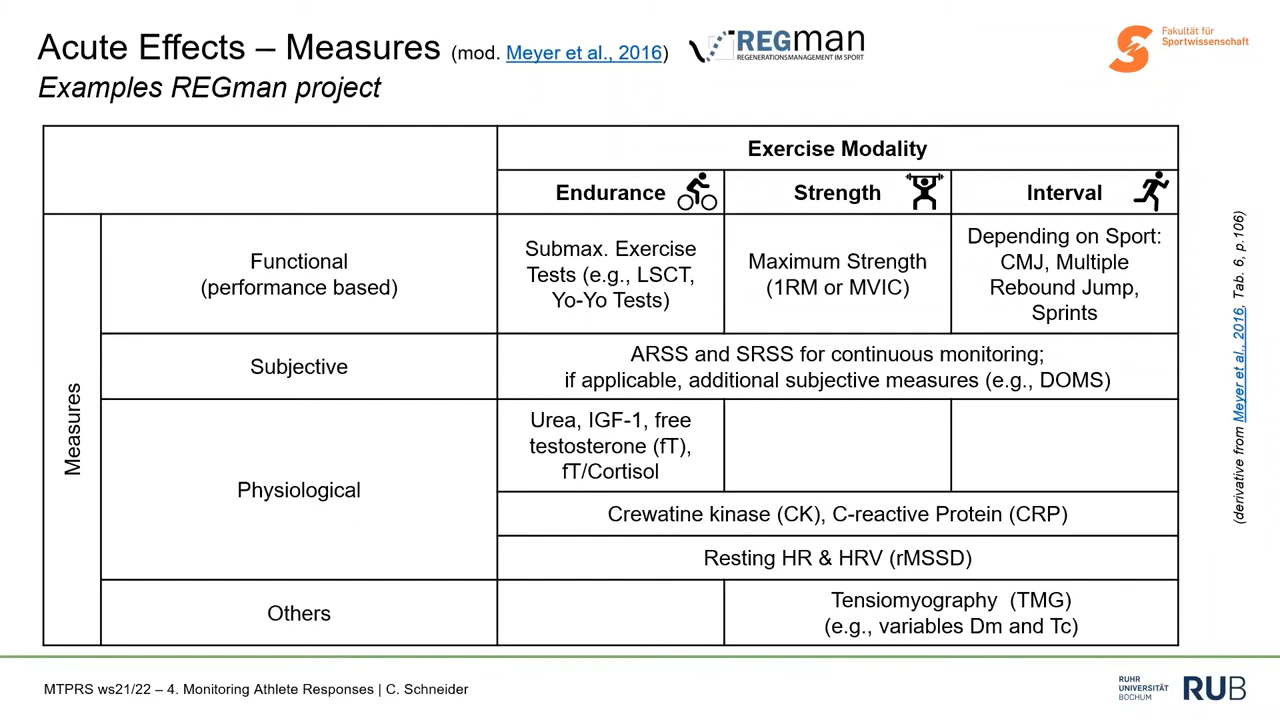 Acute Effects – Measures (mod. Meyer et al., 2016)
REGman
REGENERATIONSMANAGEMENT IM SPORT
Fakultät für
Sportwissenschaft
Examples REGman project
Exercise Modality
Endurance
Strength
Interval
Measures
Functional
(performance based)
Submax. Exercise
Tests (e.g., LSCT,
Yo-Yo Tests)
Maximum Strength
(1RM or MVIC)
Depending on Sport:
CMJ, Multiple
Rebound Jump,
Sprints
Subjective
ARSS and SRSS for continuous monitoring;
if applicable, additional subjective measures (e.g., DOMS)
Physiological
Urea, IGF-1, free
testosterone (fT),
fT/Cortisol
Crewatine kinase (CK), C-reactive Protein (CRP)
Resting HR & HRV (rMSSD)
Others
Tensiomyography (TMG)
(e.g., variables Dm and Tc)
(derivative from Meyer et al., 2016, Tab. 6, p.106)
MTPRS ws21/22 – 4. Monitoring Athlete Responses | C. Schneider
RUHR
UNIVERSITÄT
BOCHUM
RUB